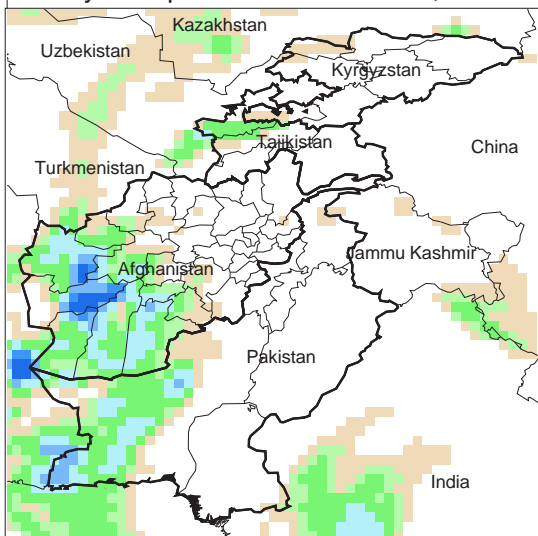 Kazakhstan
Uzbekistan
Kyrgyzstan
Tajikistan
China
Turkmenistan
Jammu Kashmir
Afghanistan
Pakistan
India